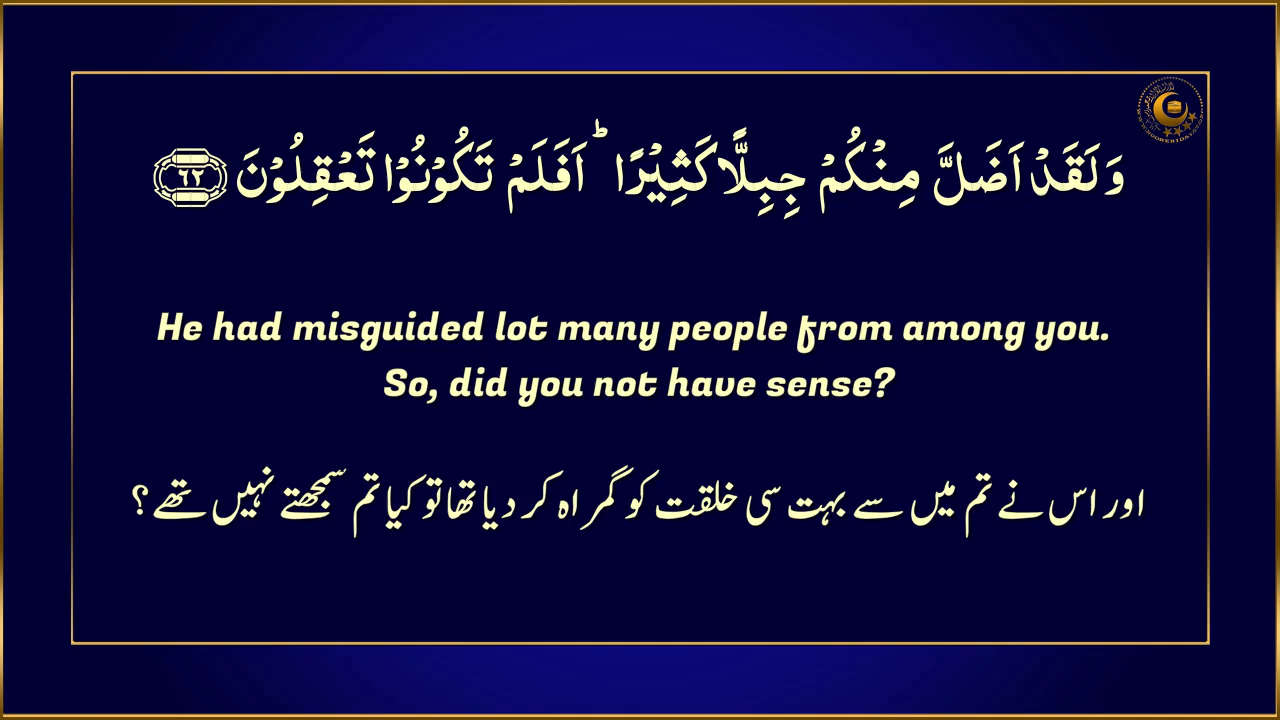 وَلَقَدْ اَضَلَّ مِنْكُمْ جِبِلًّا كَثِيْرًا ؕ اَفَلَمْ تَكُوْنُوْا تَعْقِلُوْنَ ٦٢
He had misguided lot many people from among you.
So, did you not have sense?
اور اس نے تم میں سے بہت سی خلقت کو گمراہ کر دیا تھا تو کیا تم سمجھتے نہیں تھے؟